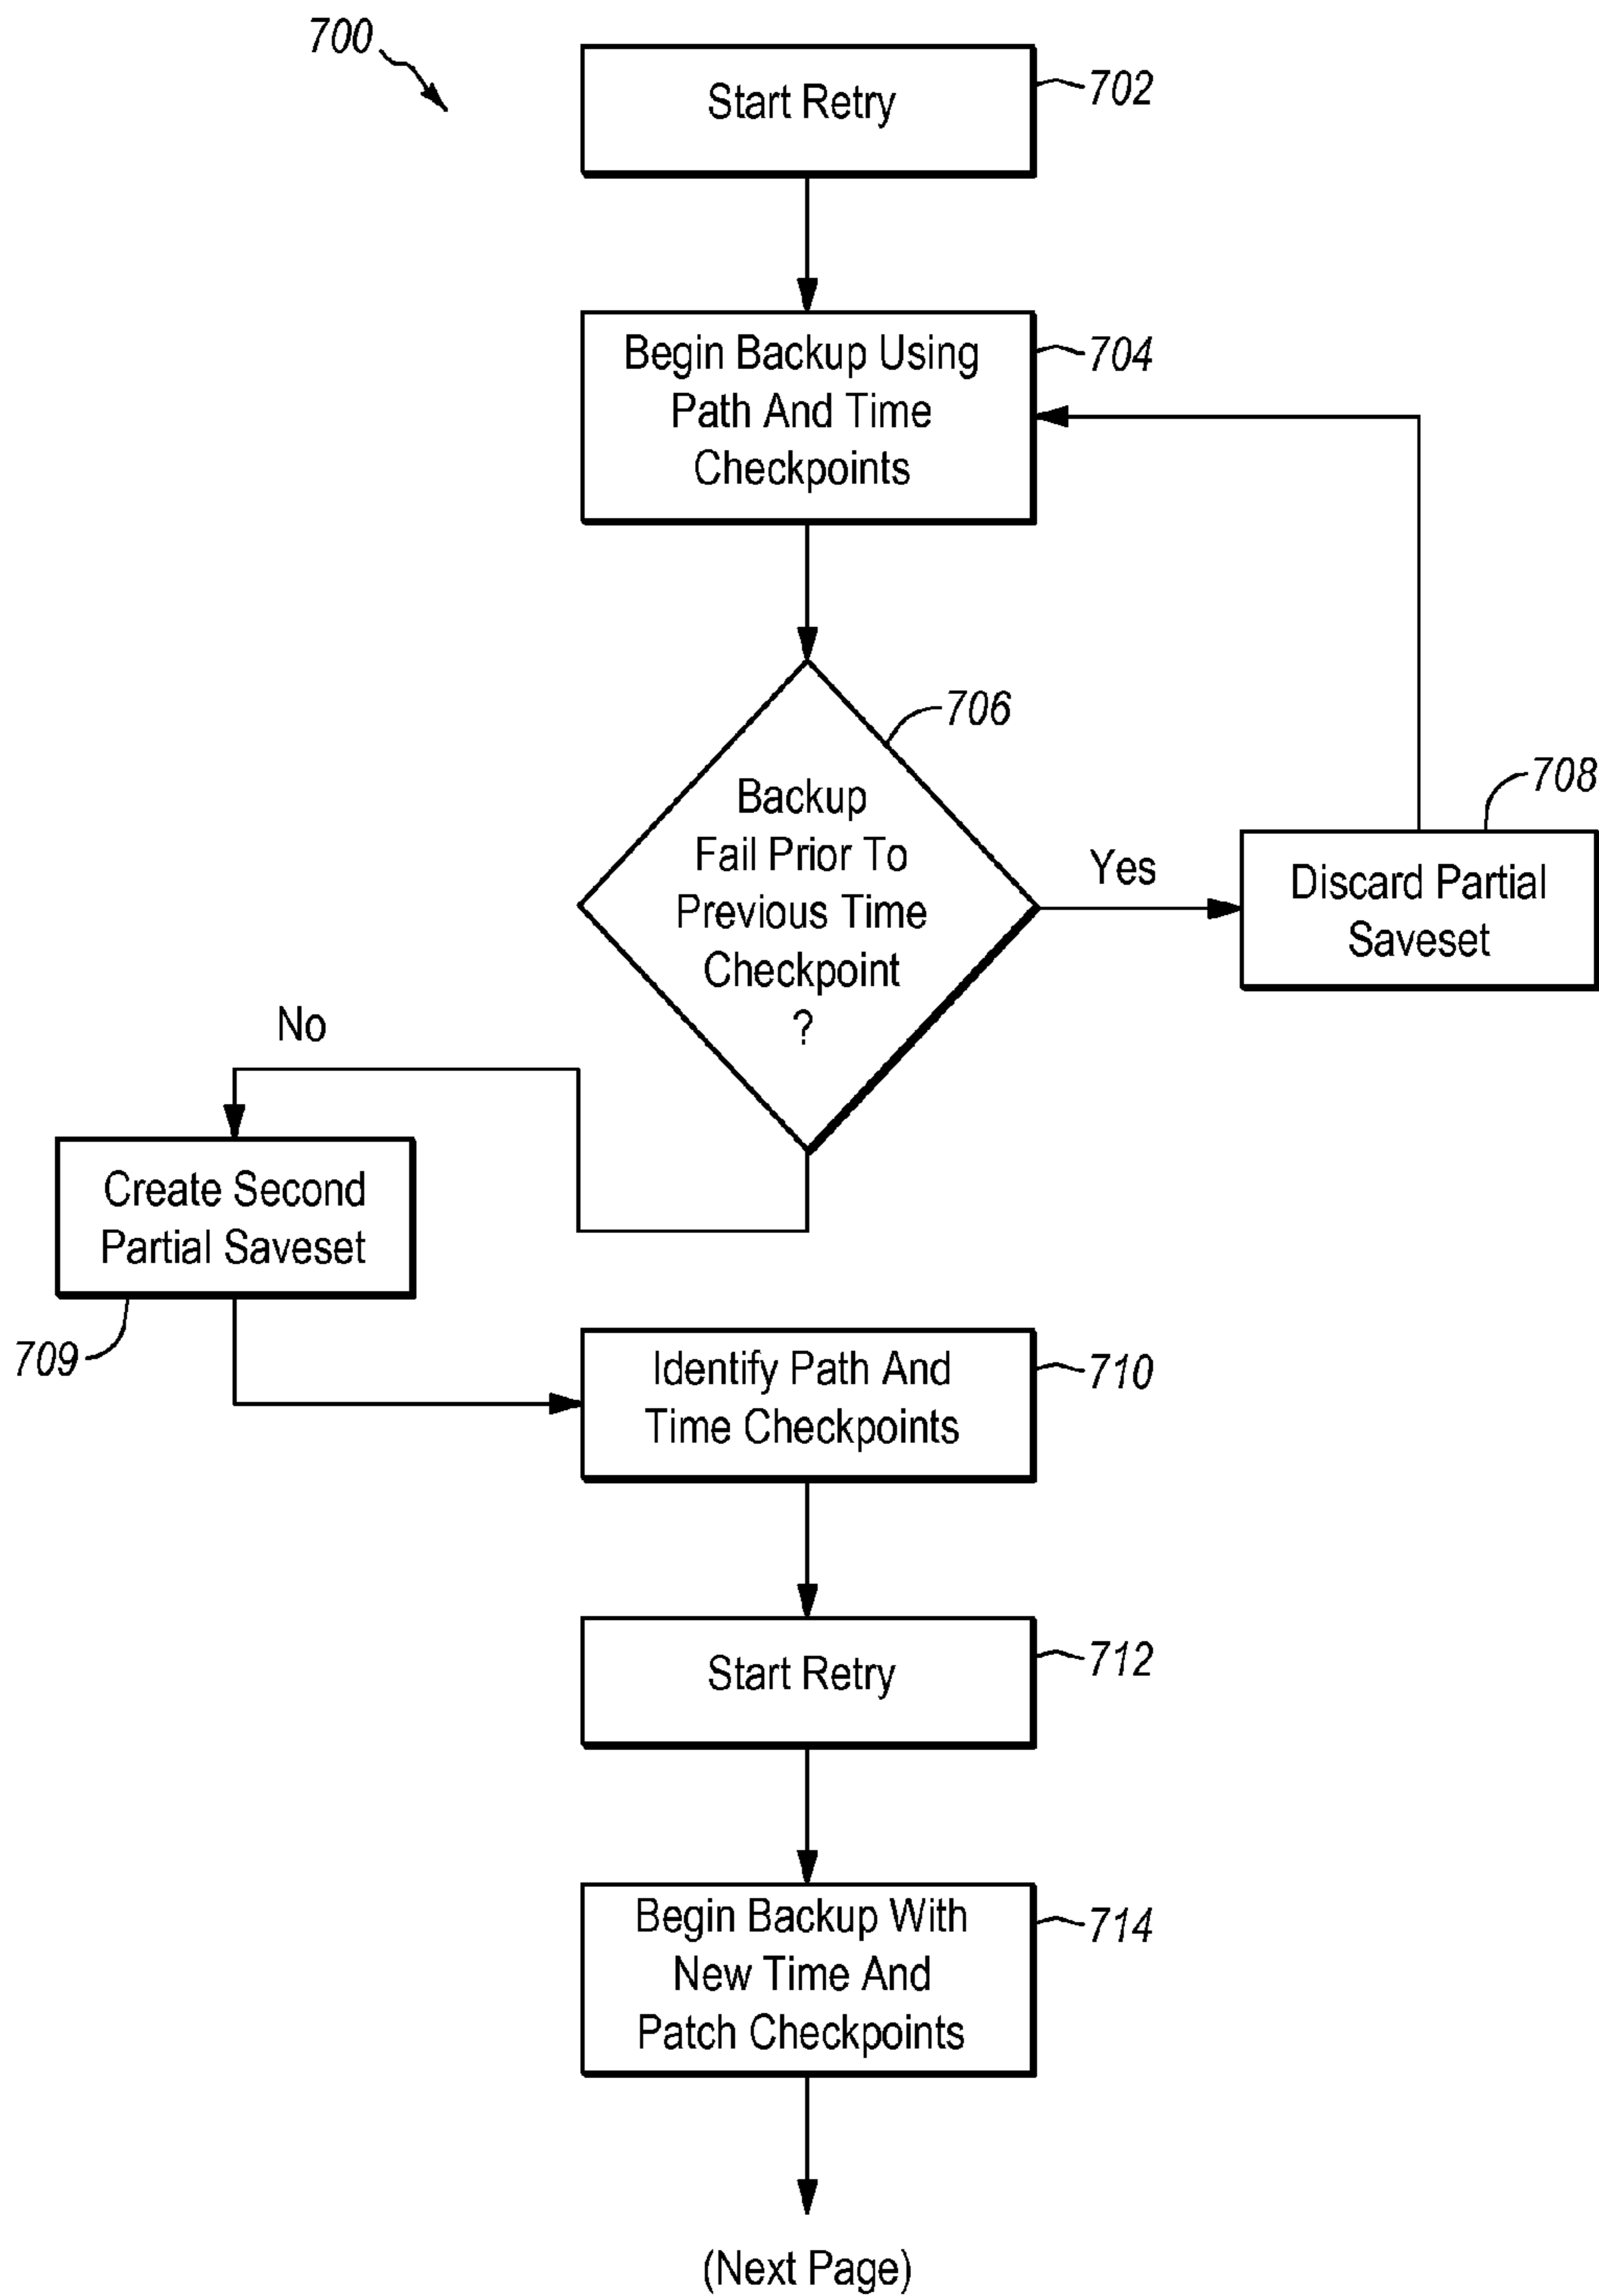 700
Start Retry
702
Begin Backup Using
Path And Time
Checkpoints
704
706
Backup
Fail Prior To
Previous Time
Checkpoint
?
Yes
708
Discard Partial
Saveset
No
Create Second
Partial Saveset
709
Identify Path And
Time Checkpoints
710
Start Retry
712
Begin Backup With
New Time And
Patch Checkpoints
714
(Next Page)